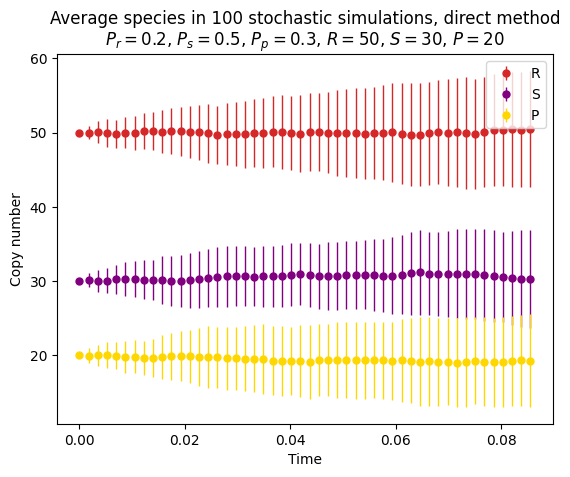 Average species in 100 stochastic simulations, direct method
P_r = 0.2, P_s = 0.5, P_p = 0.3, R = 50, S = 30, P = 20
R
S
P
60
50
40
30
20
Copy number
0.00 0.02 0.04 0.06 0.08
Time